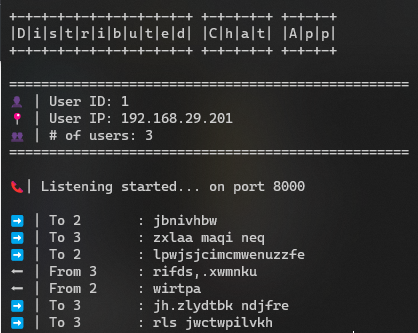 |D|i|s|t|r|i|b|u|t|e|d| |C|h|a|t| |A|p|p|
| User ID: 1
| User IP: 192.168.29.201
| # of users: 3
| Listening started... on port 8000
| To 2 : jbnivhbw
| To 3 : zxlaa maqi neq
| To 2 : lpwjsjcimcmwenuzzfe
| From 3 : rifds,.xwmnku
| From 2 : wirtpa
| To 3 : jh.zlydtbk ndjfre
| To 3 : rls jwctwpilvkh